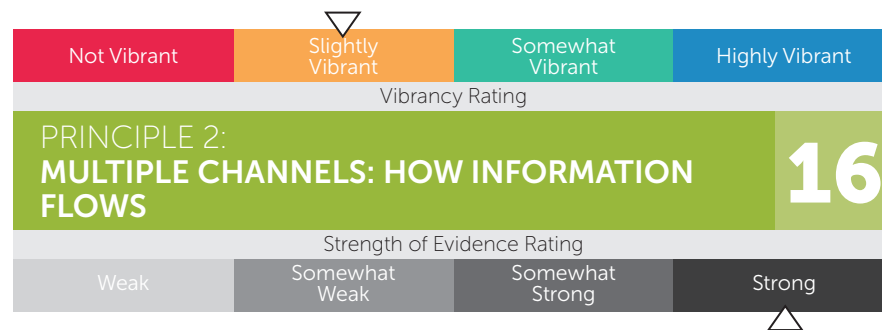 Not Vibrant
Slightly
Vibrant
Somewhat
Vibrant
Highly Vibrant
Vibrancy Rating
PRINCIPLE 2:
MULTIPLE CHANNELS: HOW INFORMATION
FLOWS
16
Strength of Evidence Rating
Weak
Somewhat
Weak
Somewhat
Strong
Strong